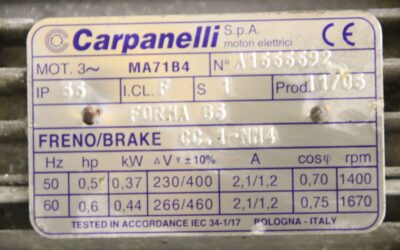 Carpanelli S.p.A.
motori elettrici
CE
MOT. 3~ MA71B4 N° A1666692
IP 55 I.CL. F S 1 Prod. 11/05
FORMA B5
FRENO/BRAKE CC.4-NM4
Hz hp kW Δ V Y ± 10% A cosφ rpm
50 0,5 0,37 230/400 2,1/1,2 0,70 1400
60 0,6 0,44 266/460 2,1/1,2 0,75 1670
TESTED IN ACCORDANCE IEC 34-1/17 BOLOGNA - ITALY